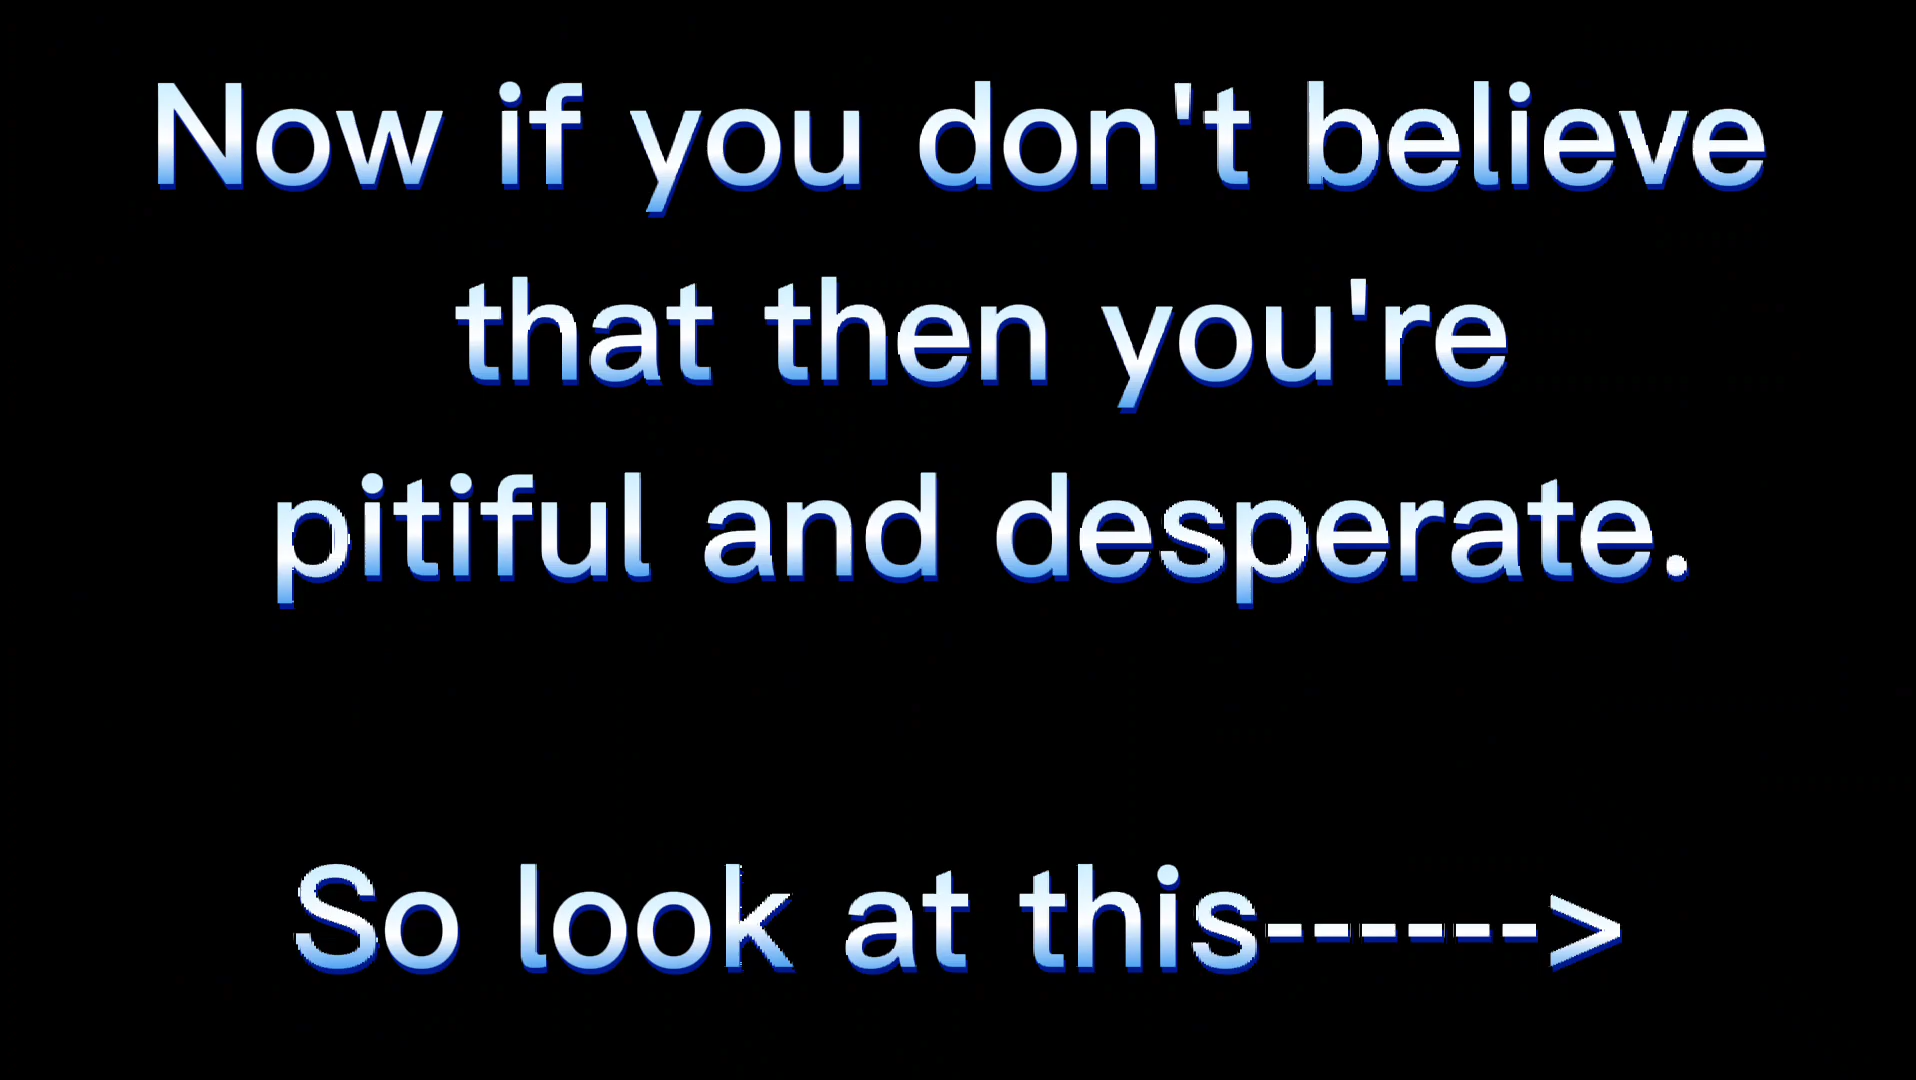 Now if you don't believe
that then you're
pitiful and desperate.
So look at this------>